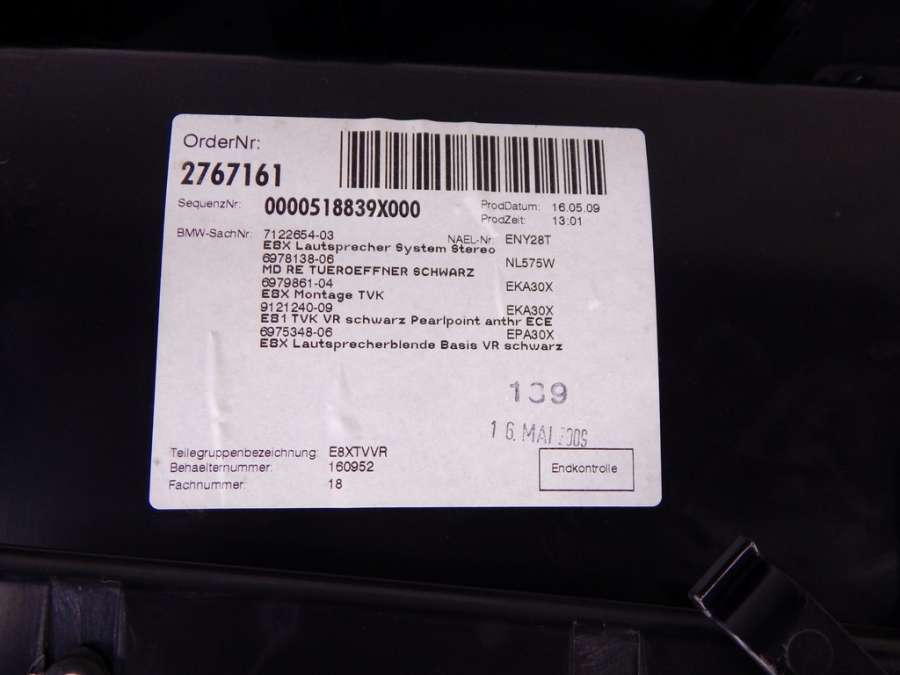 OrderNr:
2767161
SequenzNr: 0000518839X000
ProdDatum: 16.05.09
ProdZeit: 13:01
BMW-SachNr: 7122654-03 NAEL-Nr: ENY28T
E8X Lautsprecher System Stereo
6978138-06 NL575W
MD RE TUEROEFFNER SCHWARZ
6979861-04 EKA30X
E8X Montage TVK
9121240-09 EKA30X
E81 TVK VR schwarz Pearlpoint anthr ECE
6975348-06 EPA30X
E8X Lautsprecherblende Basis VR schwarz
139
16. MAI 2009
Teilegruppenbezeichnung: E8XTVVR
Behaelternummer: 160952
Fachnummer: 18
Endkontrolle